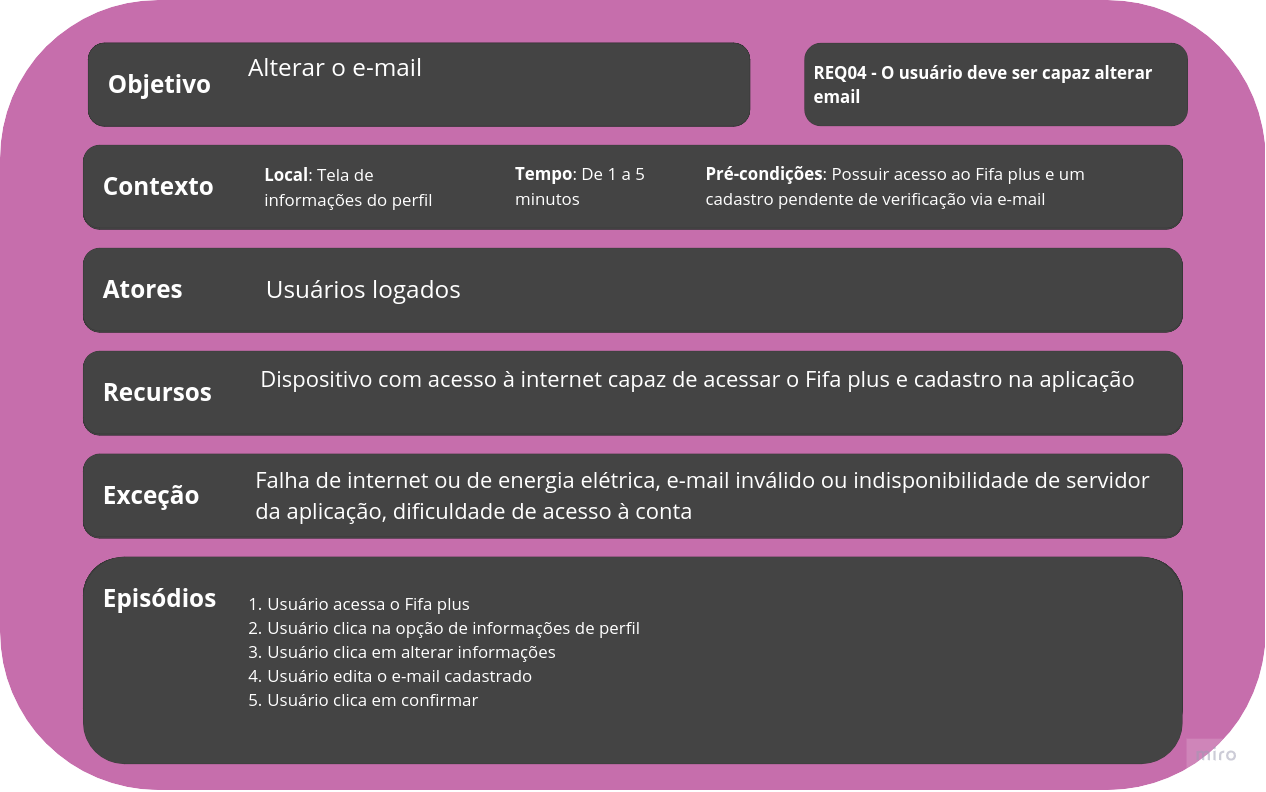 Objetivo
Alterar o e-mail
REQ04 - O usuário deve ser capaz alterar
email
Contexto
Local: Tela de
informações do perfil
Tempo: De 1 a 5
minutos
Pré-condições: Possuir acesso ao Fifa plus e um
cadastro pendente de verificação via e-mail
Atores
Usuários logados
Recursos
Dispositivo com acesso à internet capaz de acessar o Fifa plus e cadastro na aplicação
Exceção
Falha de internet ou de energia elétrica, e-mail inválido ou indisponibilidade de servidor
da aplicação, dificuldade de acesso à conta
Episódios
1. Usuário acessa o Fifa plus
2. Usuário clica na opção de informações de perfil
3. Usuário clica em alterar informações
4. Usuário edita o e-mail cadastrado
5. Usuário clica em confirmar
miro